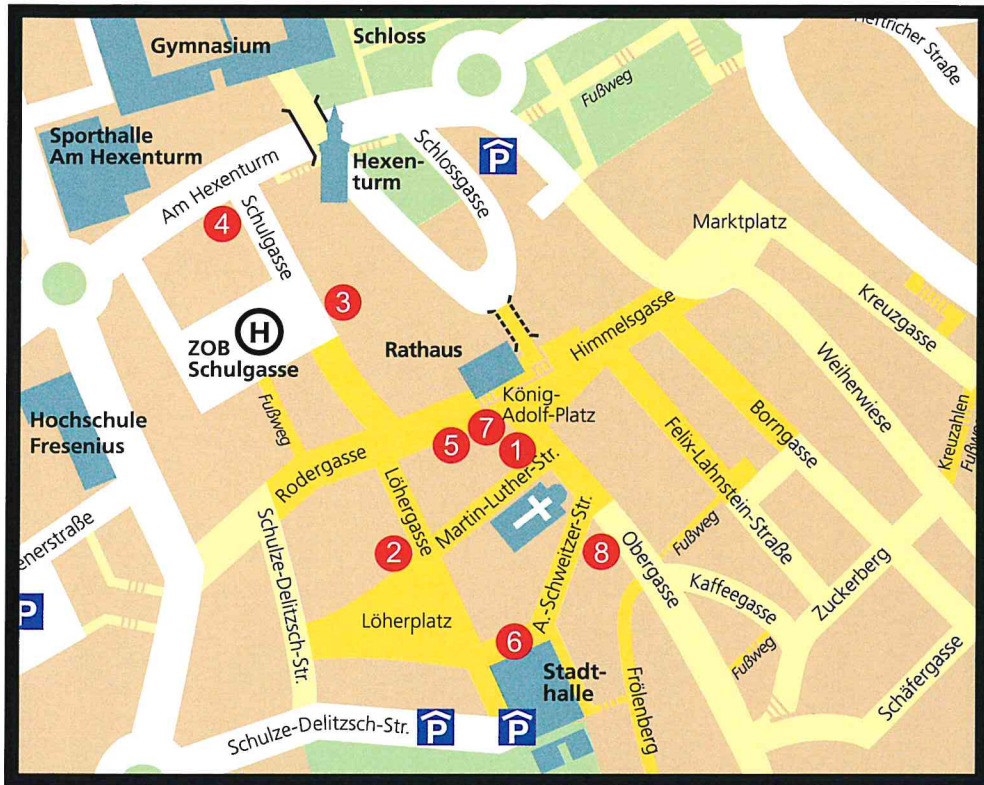 Gymnasium
Schloss
Fußweg
Straße
Sporthalle
Am Hexenturm
Am Hexenturm
Hexen-
turm
Schlossgasse
P
4
Schulgasse
Marktplatz
3
H
ZOB
Schulgasse
Rathaus
Himmelsgasse
Kreuzgasse
Weiherwiese
König-
Adolf-Platz
Hochschule
Fresenius
Fußweg
5
7
1
Borngasse
Felix-Lahnstein-Straße
Kreuzahlen
Fußweg
Rodergasse
Löhergasse
Martin-Luther-Str.
Schulze-Delitzsch-Str.
2
A.-Schweitzer-Str.
8
Obergasse
Fußweg
Kaffeegasse
Zuckerberg
enerstraße
P
Löherplatz
6
Stadt-
halle
Frölenberg
Fußweg
Schäfergasse
Schulze-Delitzsch-Str.
P
P